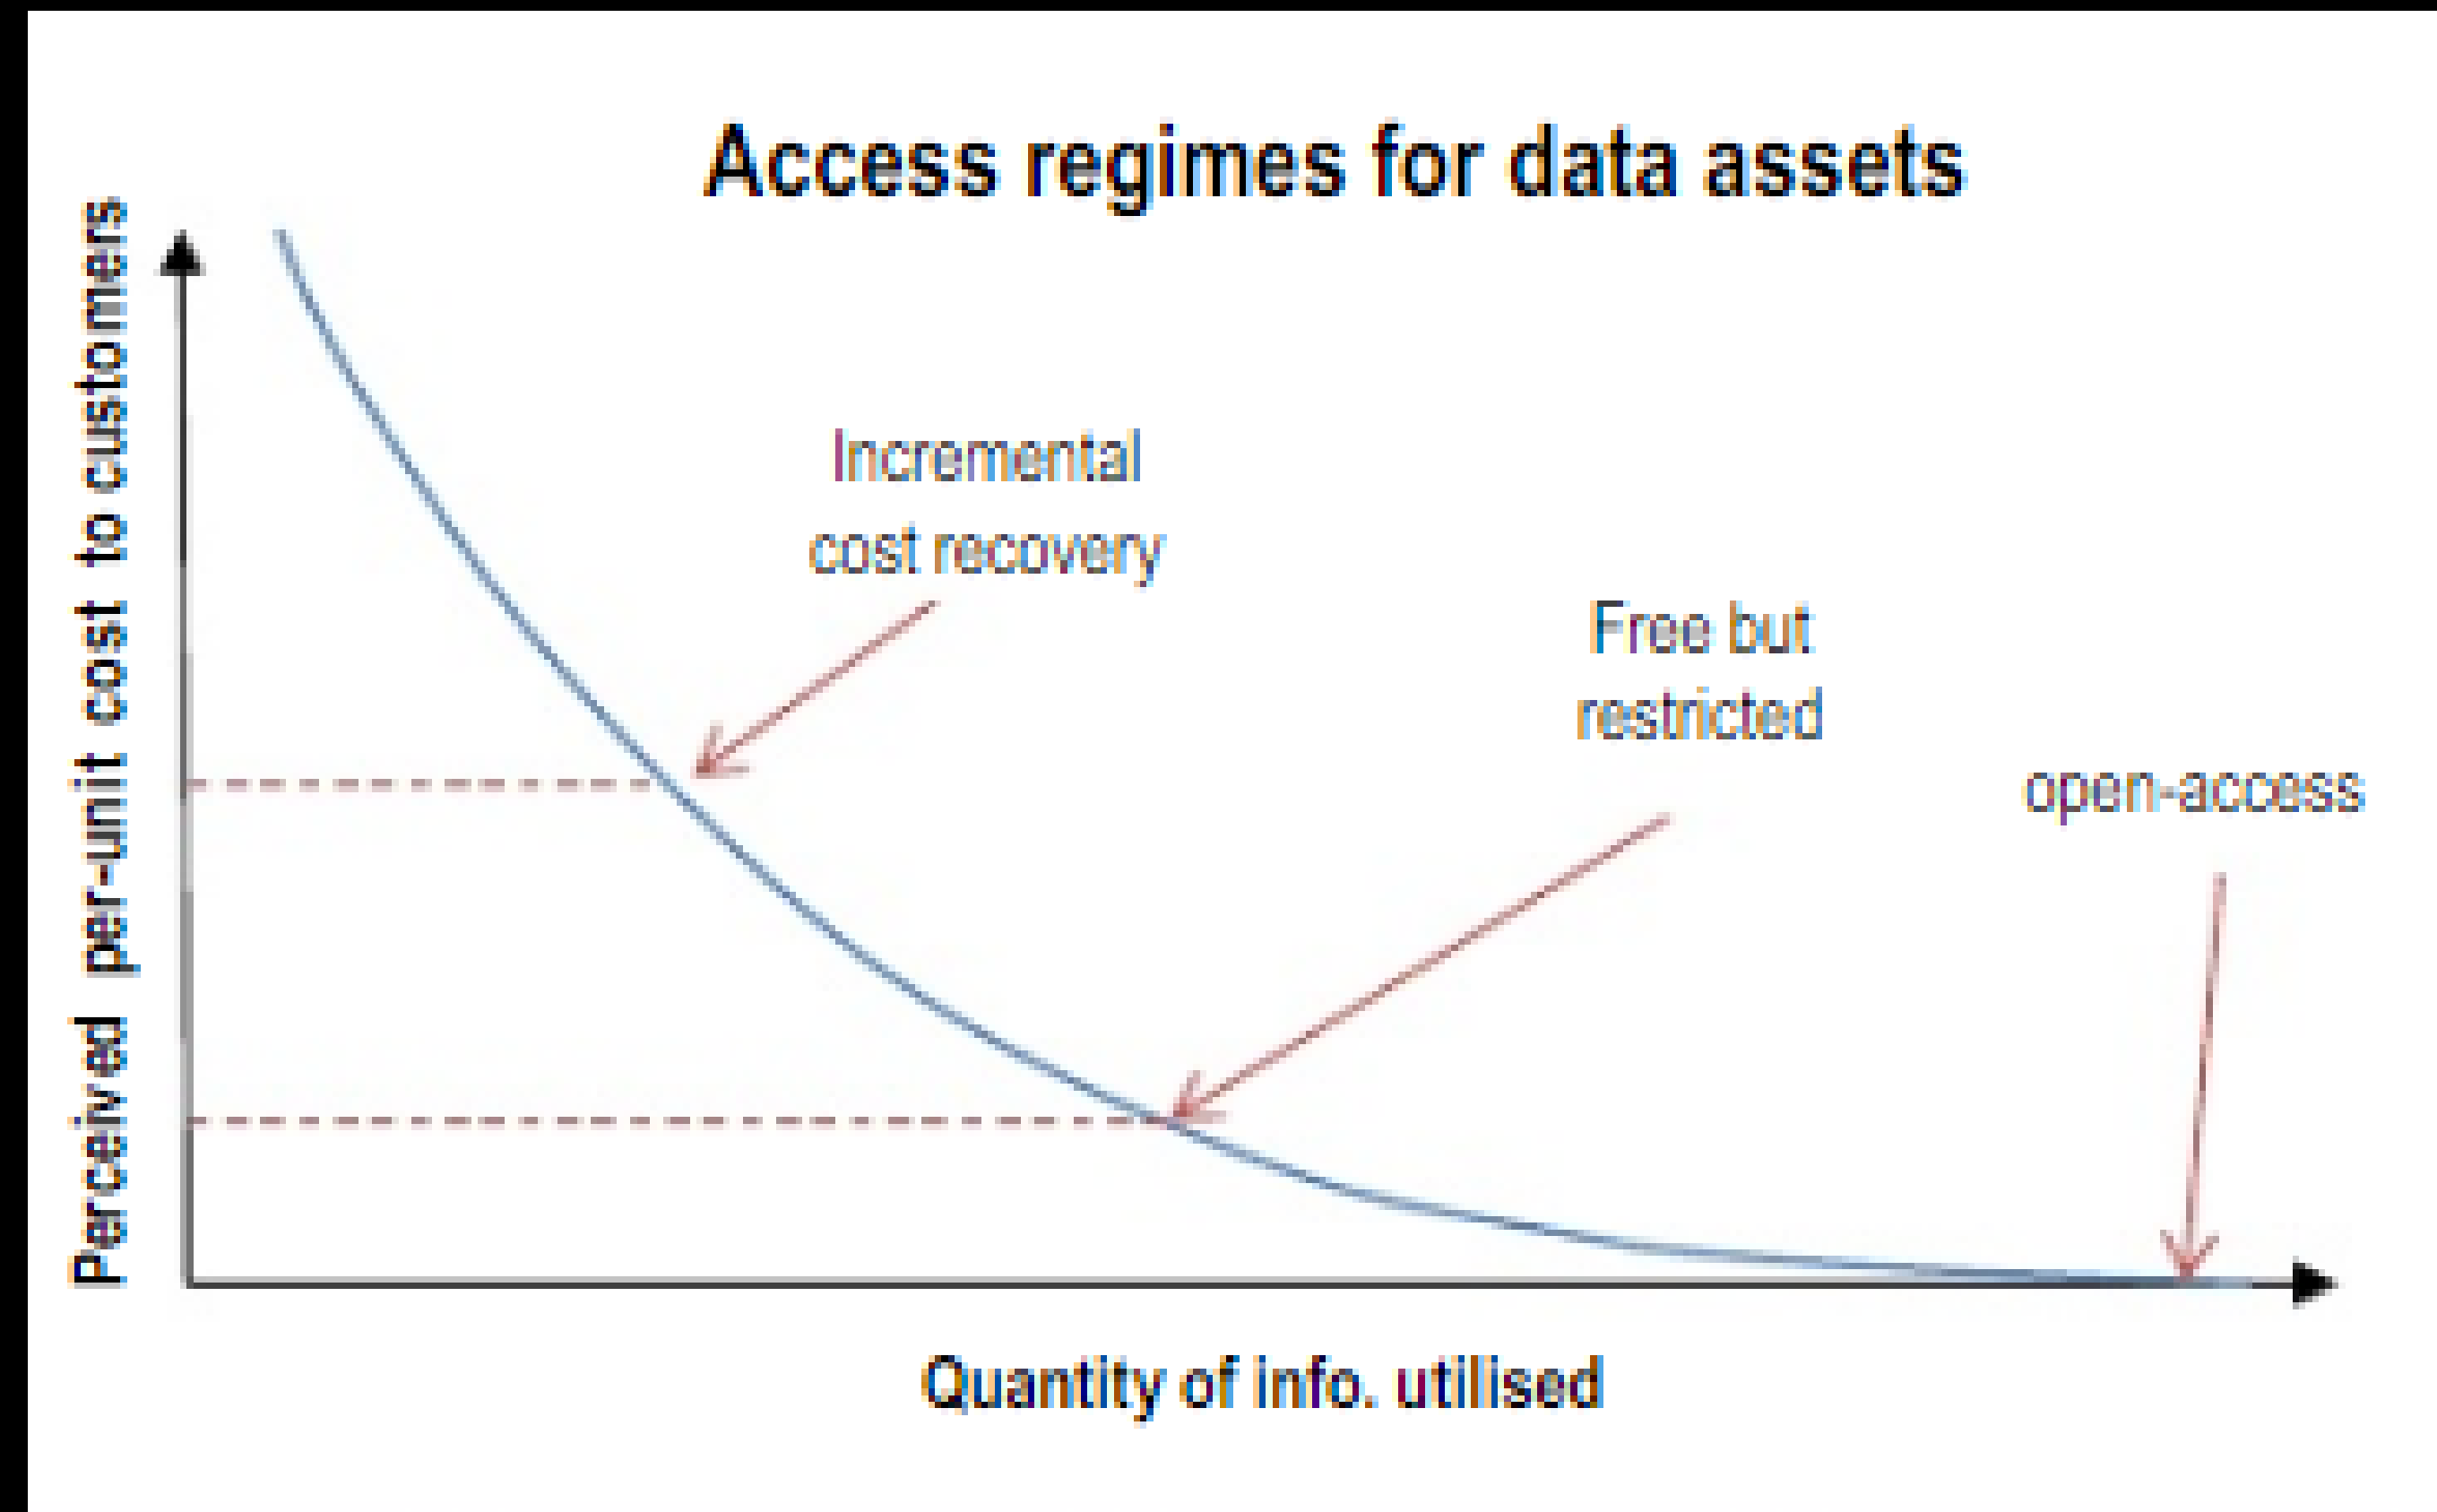 Access regimes for data assets
Perceived per-unit cost to customers
Incremental
cost recovery
Free but
restricted
open-access
Quantity of info. utilised